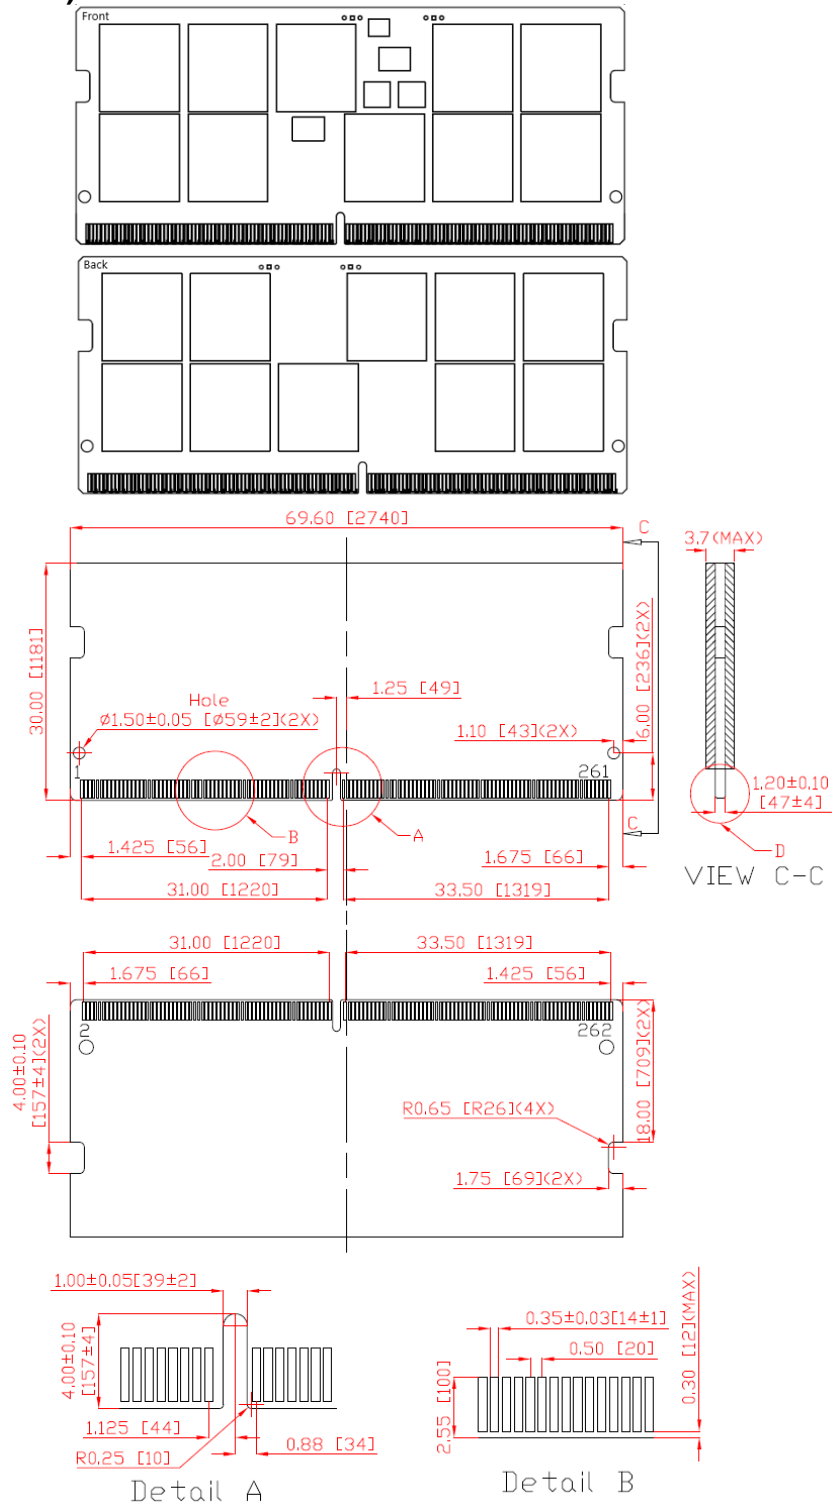 Front
Back
69.60 [2740]
C
3.7(MAX)
30.00 [1181]
6.00 [236](2X)
1.25 [49]
Hole
Ø1.50±0.05 [Ø59±2](2X)
1.10 [43](2X)
1
261
1.20±0.10
[47±4]
B
A
C
D
1.425 [56]
2.00 [79]
1.675 [66]
VIEW C-C
31.00 [1220]
33.50 [1319]
31.00 [1220]
33.50 [1319]
1.675 [66]
1.425 [56]
2
262
4.00±0.10
[157±4](2X)
18.00 [709](2X)
R0.65 [R26](4X)
1.75 [69](2X)
1.00±0.05[39±2]
4.00±0.10
[157±4]
1.125 [44]
R0.25 [10]
0.88 [34]
Detail A
0.35±0.03[14±1]
0.50 [20]
0.30 [12](MAX)
2.55 [100]
Detail B